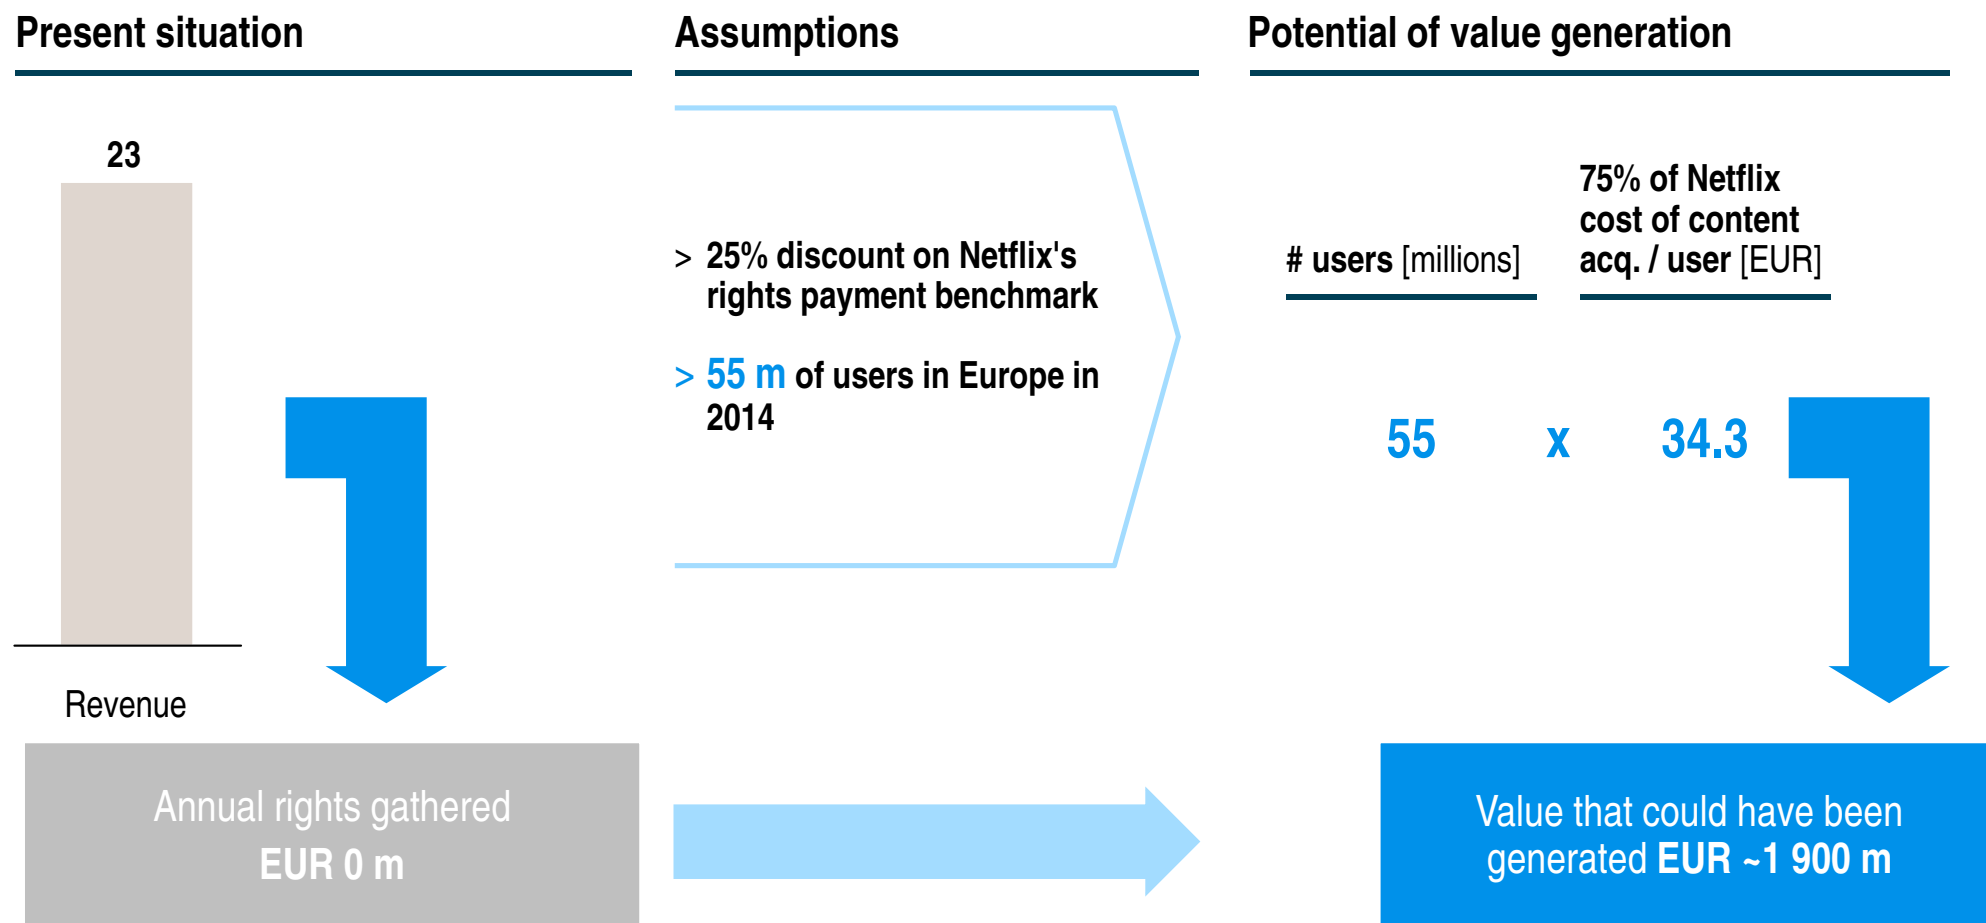 Present situation
23
Revenue
Annual rights gathered
EUR 0 m
Assumptions
> 25% discount on Netflix's
rights payment benchmark
> 55 m of users in Europe in
2014
Potential of value generation
# users [millions]
75% of Netflix
cost of content
acq. / user [EUR]
55 x 34.3
Value that could have been
generated EUR ~1 900 m